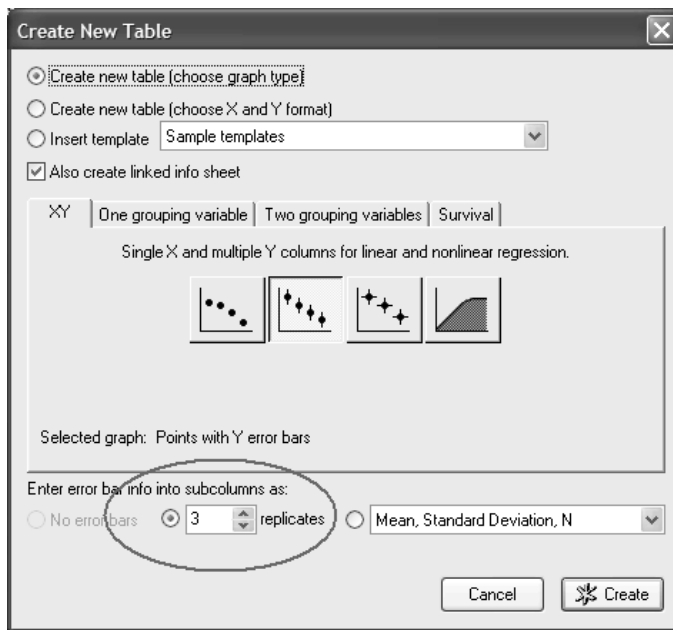 Create New Table
Create new table (choose graph type)
Create new table (choose X and Y format)
Insert template Sample templates
Also create linked info sheet
XY One grouping variable Two grouping variables Survival
Single X and multiple Y columns for linear and nonlinear regression.
Selected graph: Points with Y error bars
Enter error bar info into subcolumns as:
No error bars 3 replicates Mean, Standard Deviation, N
Cancel Create